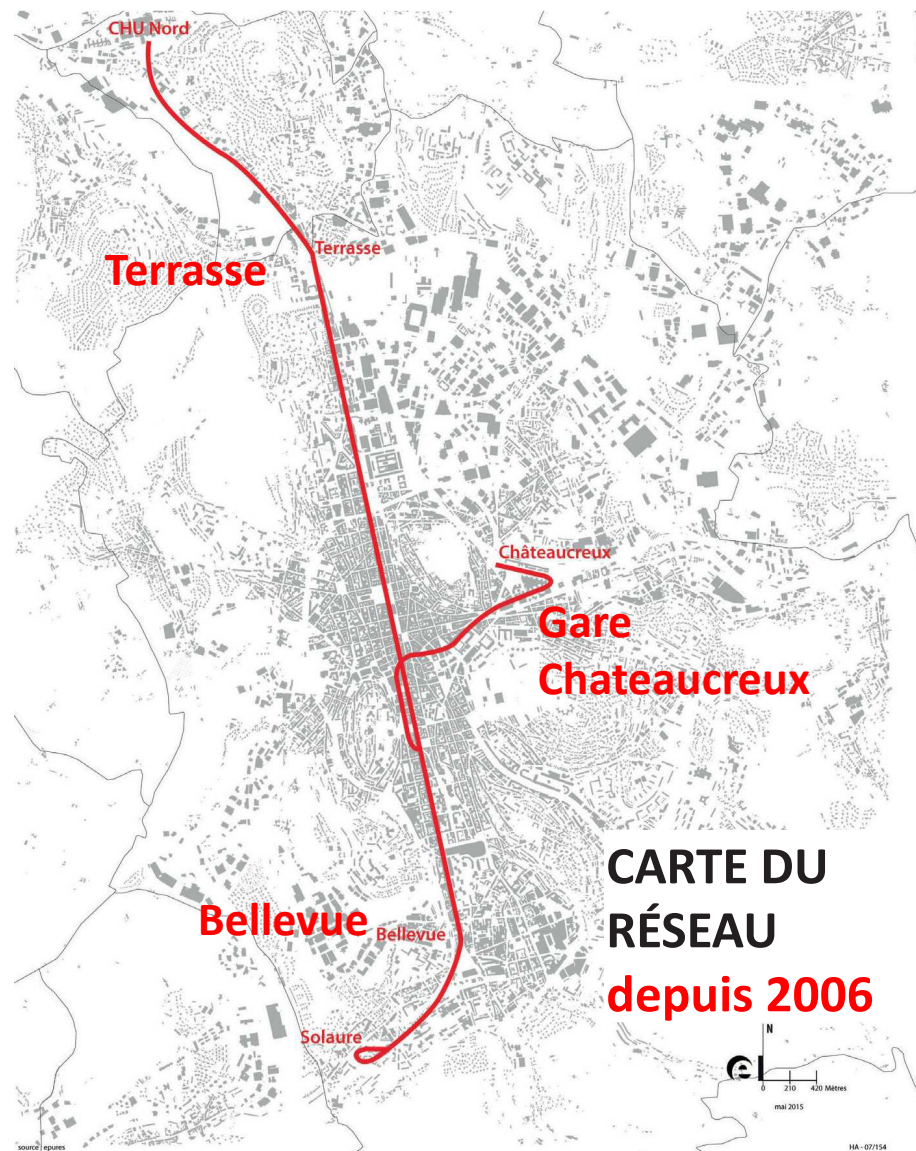 CHU Nord
Terrasse
Terrasse
Châteaucreux
Gare
Chateaucreux
CARTE DU
RÉSEAU
depuis 2006
Bellevue
Bellevue
Solaure
N
0 210 420 Mètres
mai 2015
source | epures
HA - 07/154